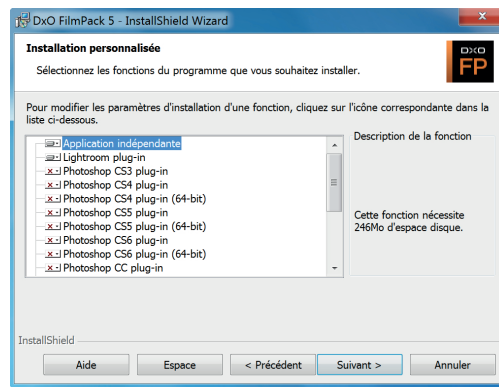 DxO FilmPack 5 - InstallShield Wizard
Installation personnalisée
Sélectionnez les fonctions du programme que vous souhaitez installer.
DXO
FP
Pour modifier les paramètres d'installation d'une fonction, cliquez sur l'icône correspondante dans la
liste ci-dessous.
Application indépendante
Lightroom plug-in
Photoshop CS3 plug-in
Photoshop CS4 plug-in
Photoshop CS4 plug-in (64-bit)
Photoshop CS5 plug-in
Photoshop CS5 plug-in (64-bit)
Photoshop CS6 plug-in
Photoshop CS6 plug-in (64-bit)
Photoshop CC plug-in
Description de la fonction
Cette fonction nécessite
246Mo d'espace disque.
InstallShield
Aide
Espace
< Précédent
Suivant >
Annuler